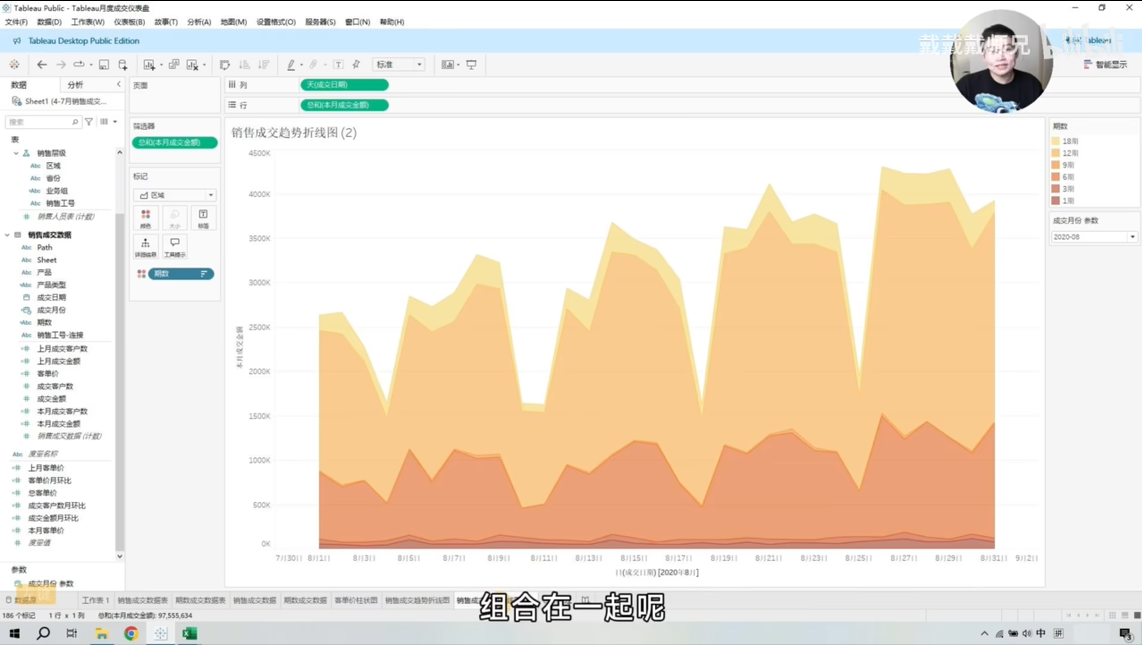 Tableau Public - Tableau月度成交仪表盘
文件(F) 数据(D) 工作表(W) 仪表板(B) 故事(T) 分析(A) 地图(M) 设置格式(O) 服务器(S) 窗口(N) 帮助(H)
Tableau Desktop Public Edition
戴戴戴师兄
标准
智能显示
数据 分析
Sheet1 (4-7月销售成交...
搜索
表
销售层级
Abc 区域
Abc 省份
Abc 业务组
Abc 销售工号
销售人员表 (计数)
销售成交数据
Abc Path
Abc Sheet
Abc 产品
Abc 产品类型
成交日期
成交月份
Abc 期数
Abc 销售工号-连接
上月成交客户数
上月成交金额
客单价
成交客户数
成交金额
本月成交客户数
本月成交金额
销售成交数据 (计数)
Abc 度量名称
上月客单价
客单价月环比
总客单价
成交客户数月环比
成交金额月环比
本月客单价
度量值
参数
成交月份 参数
页面
筛选器
总和(本月成交金额)
标记
区域
颜色 大小 标签
详细信息 工具提示
期数
列 天(成交日期)
行 总和(本月成交金额)
销售成交趋势折线图 (2)
本月成交金额
4500K
4000K
3500K
3000K
2500K
2000K
1500K
1000K
500K
0K
7月30日 8月1日 8月3日 8月5日 8月7日 8月9日 8月11日 8月13日 8月15日 8月17日 8月19日 8月21日 8月23日 8月25日 8月27日 8月29日 8月31日 9月2日
日(成交日期) [2020年8月]
期数
18期
12期
9期
6期
3期
1期
成交月份 参数
2020-08
数据源 工作表 1 销售成交数据表 期数成交数据表 销售成交数据 期数成交数据 客单价柱状图 销售成交趋势折线图
组合在一起呢
186 个标记 1 行 x 1 列 总和(本月成交金额): 97,555,634
中 拼
3